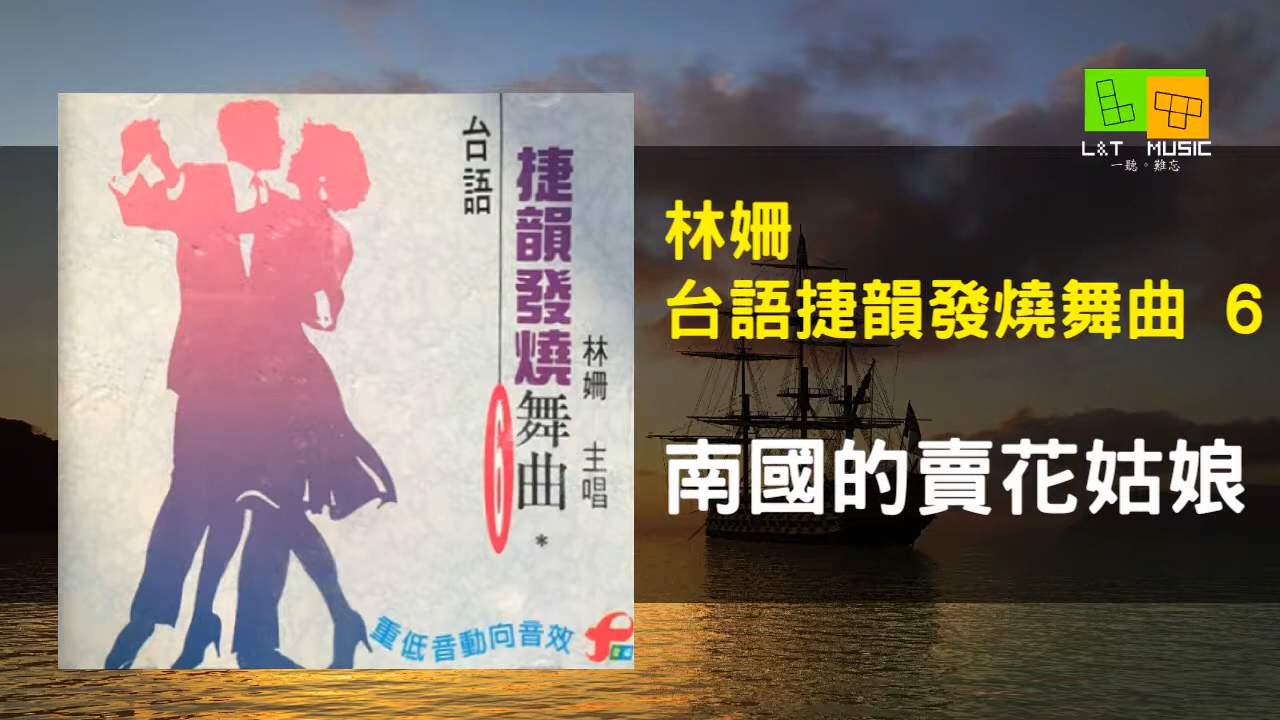 台語
捷韻發燒舞曲
6
*
林姗 主唱
重低音動向音效
L&T MUSIC
一聽。難忘
林姍
台語捷韻發燒舞曲 6
南國的賣花姑娘